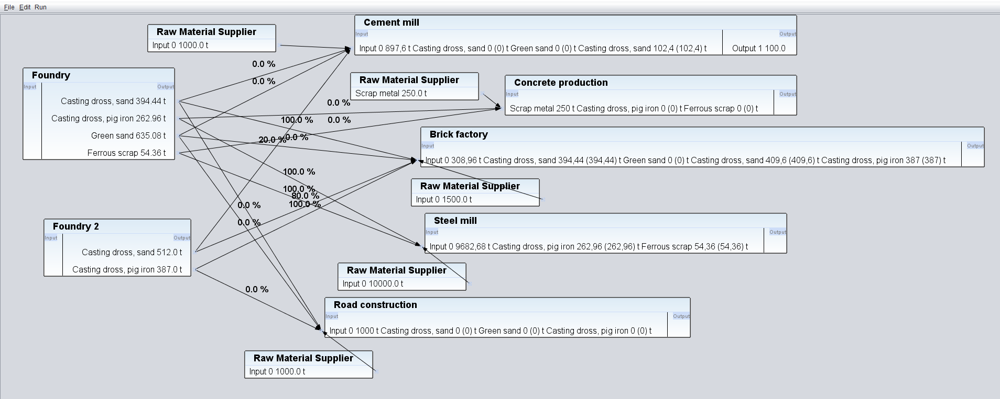 File Edit Run
Raw Material Supplier
Input 0 1000.0 t
Cement mill
Input
Output
Input 0 897,6 t Casting dross, sand 0 (0) t Green sand 0 (0) t Casting dross, sand 102,4 (102,4) t
Output 1 100.0
Foundry
Input
Output
Casting dross, sand 394.44 t
Casting dross, pig iron 262.96 t
Green sand 635.08 t
Ferrous scrap 54.36 t
0.0 %
0.0 %
Raw Material Supplier
Scrap metal 250.0 t
Concrete production
Input
Output
Scrap metal 250 t Casting dross, pig iron 0 (0) t Ferrous scrap 0 (0) t
0.0 %
100.0 %
0.0 %
20.0 %
0.0 %
Brick factory
Input
Output
Input 0 308,96 t Casting dross, sand 394,44 (394,44) t Green sand 0 (0) t Casting dross, sand 409,6 (409,6) t Casting dross, pig iron 387 (387) t
100.0 %
100.0 %
80.0 %
100.0 %
0.0 %
0.0 %
Raw Material Supplier
Input 0 1500.0 t
Foundry 2
Input
Output
Casting dross, sand 512.0 t
Casting dross, pig iron 387.0 t
Steel mill
Input
Output
Input 0 9682,68 t Casting dross, pig iron 262,96 (262,96) t Ferrous scrap 54,36 (54,36) t
Raw Material Supplier
Input 0 10000.0 t
0.0 %
Road construction
Input
Output
Input 0 1000 t Casting dross, sand 0 (0) t Green sand 0 (0) t Casting dross, pig iron 0 (0) t
Raw Material Supplier
Input 0 1000.0 t